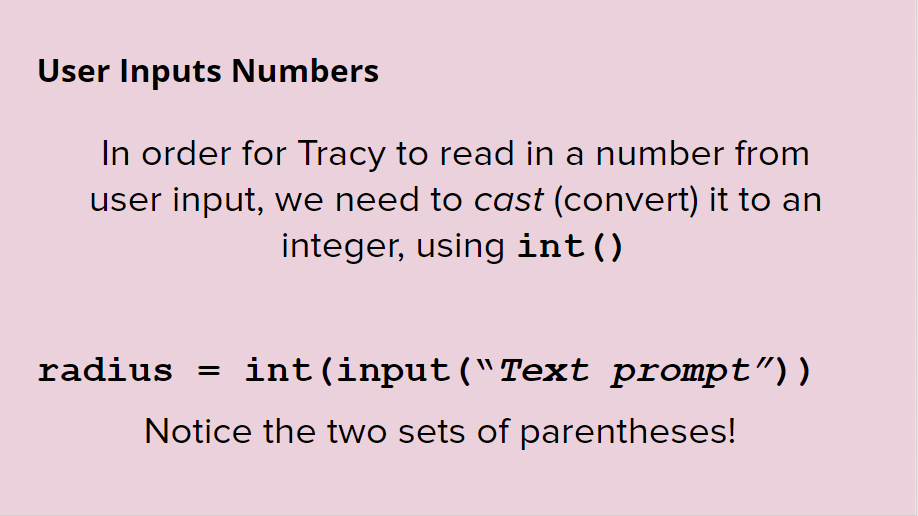 User Inputs Numbers
In order for Tracy to read in a number from
user input, we need to cast (convert) it to an
integer, using int()
radius = int(input(“Text prompt”))
Notice the two sets of parentheses!